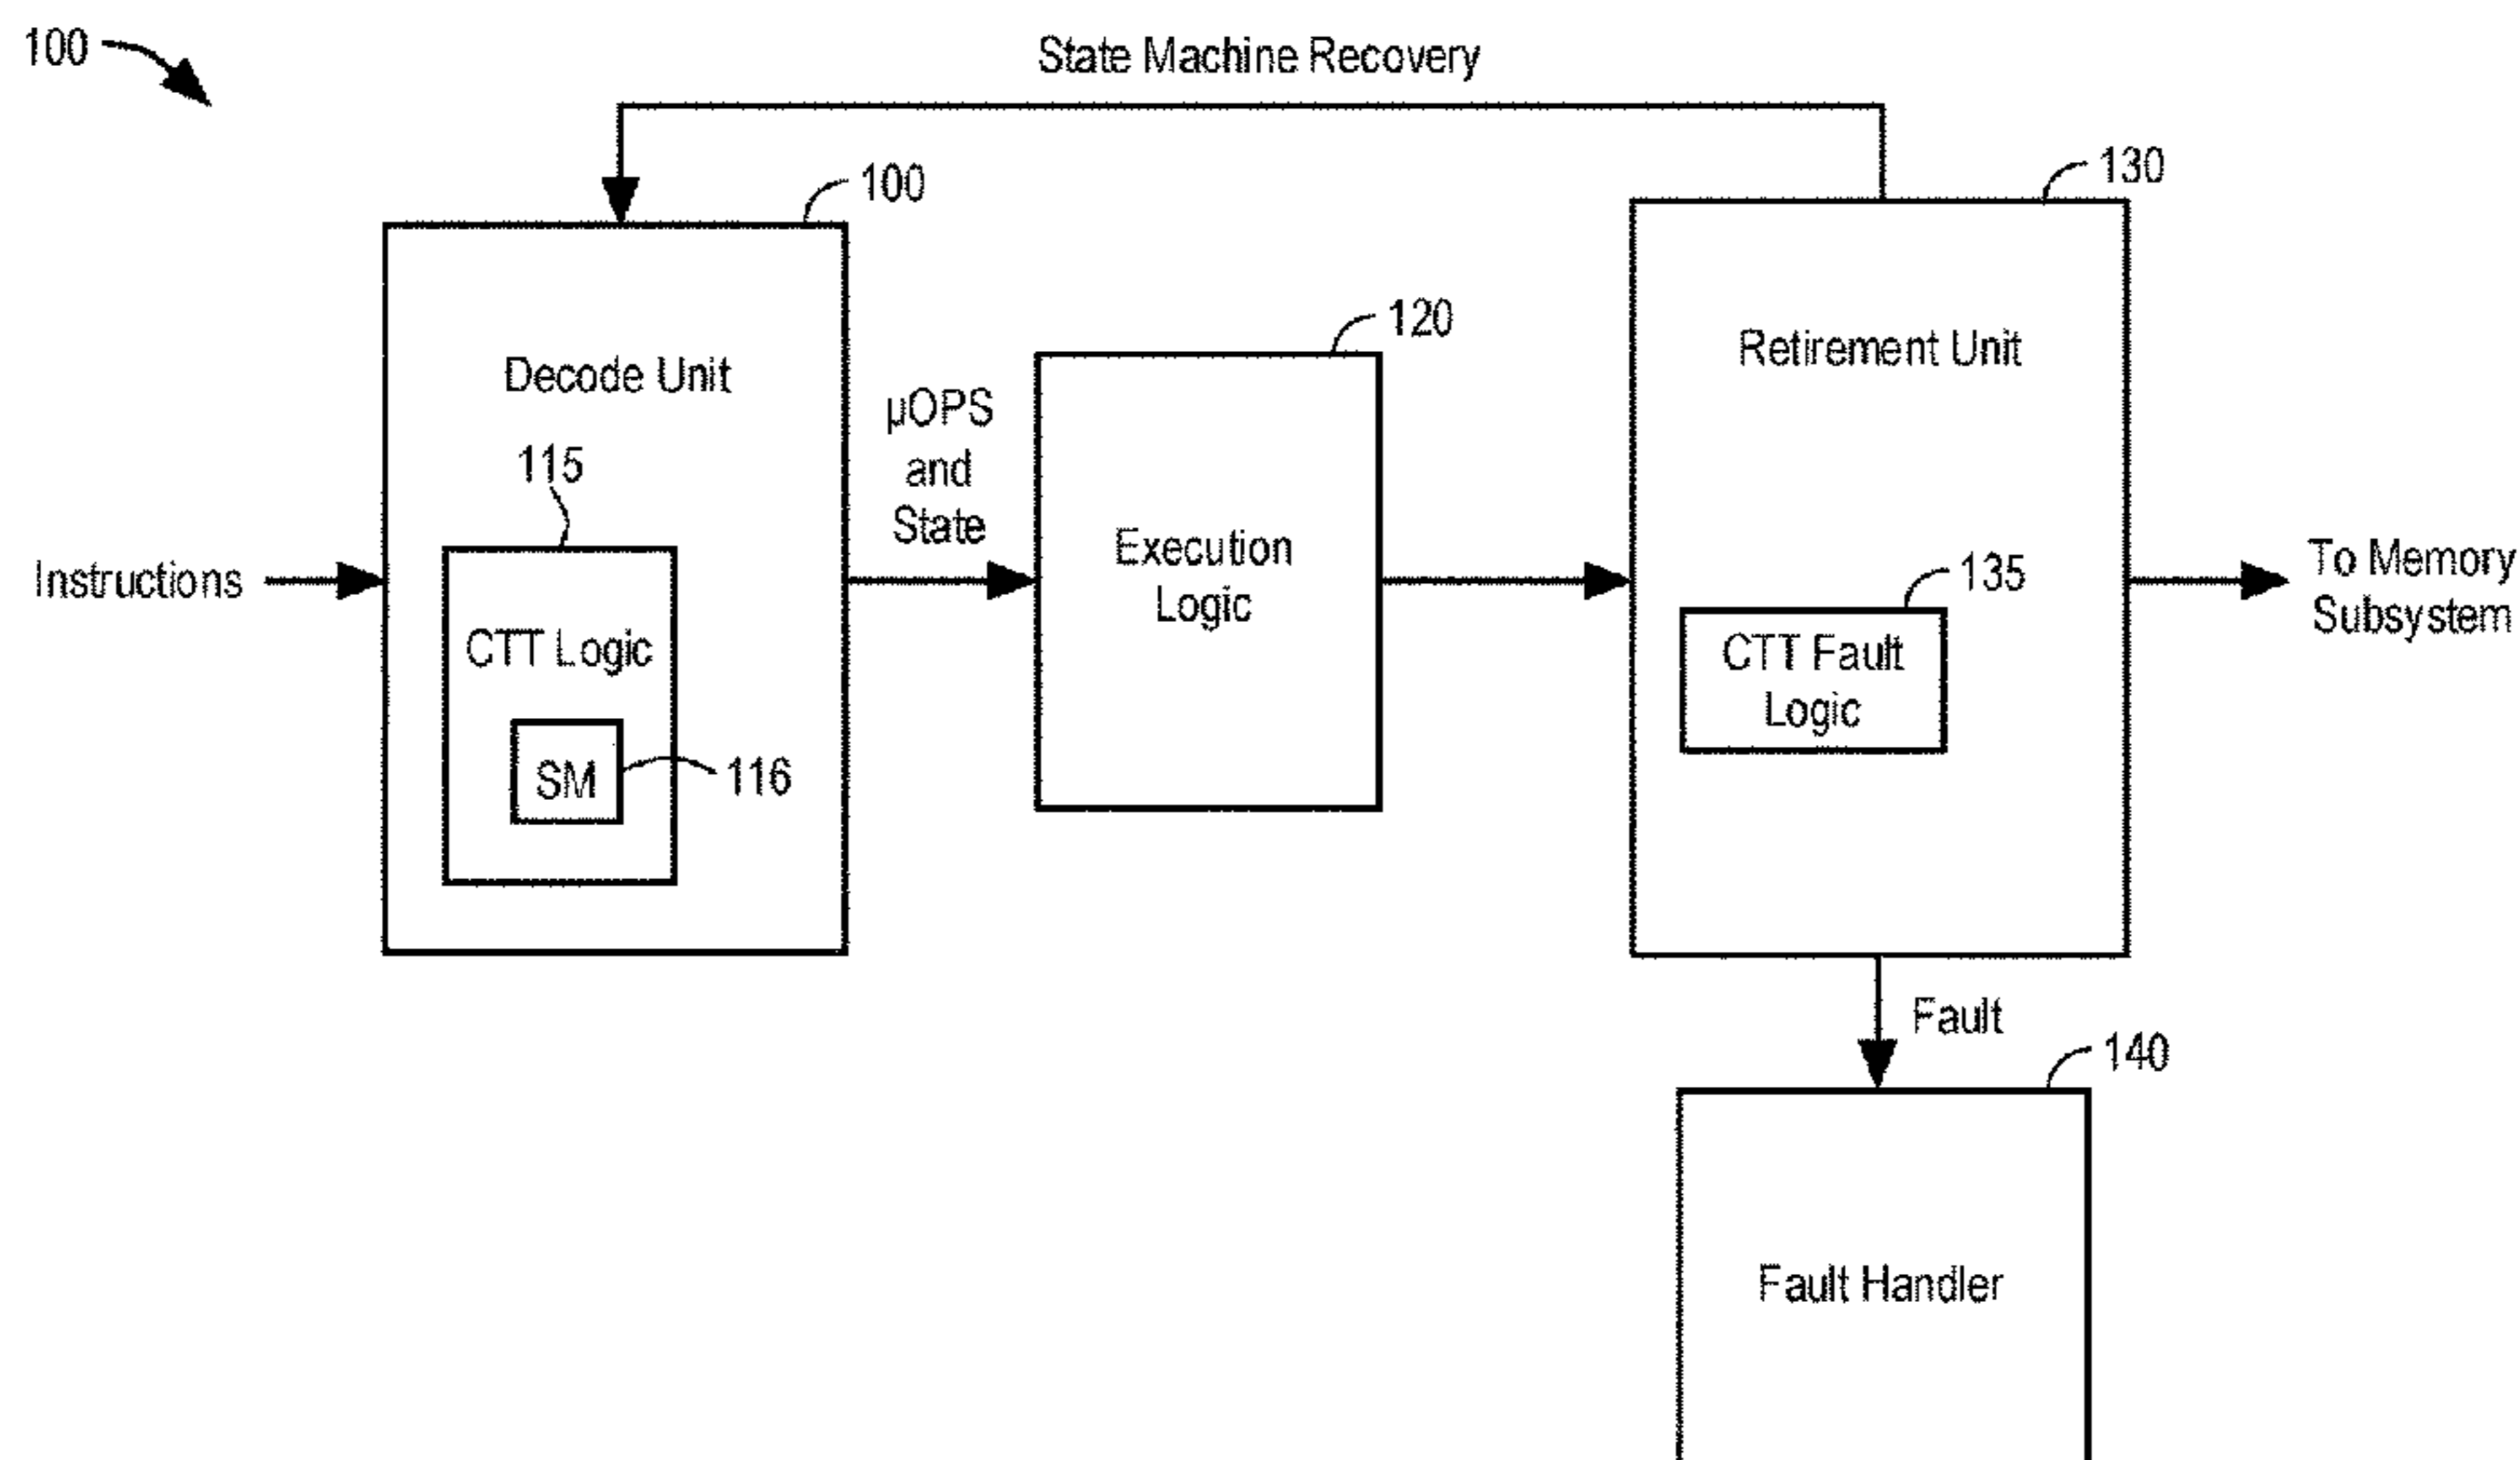 100
State Machine Recovery
100
130
120
Decode Unit
Retirement Unit
µOPS
and
State
115
Instructions
Execution
Logic
135
To Memory
Subsystem
CTT Logic
CTT Fault
Logic
SM
116
Fault
140
Fault Handler